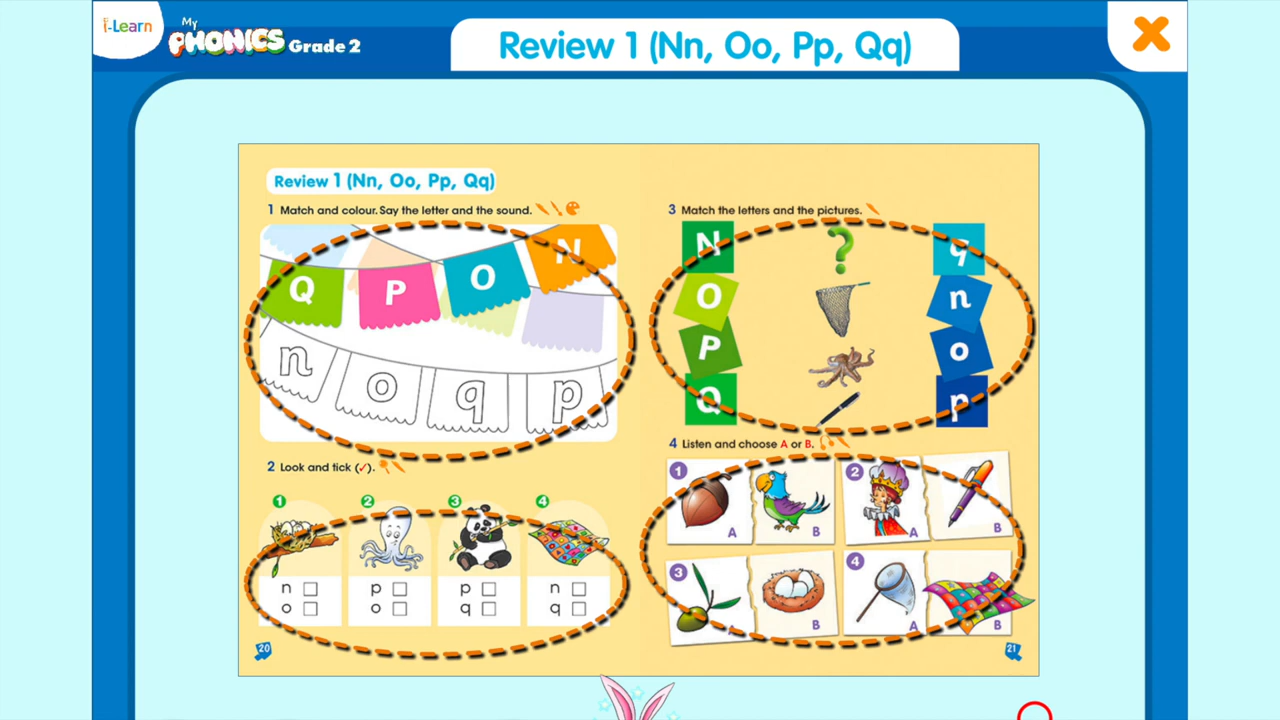 i-Learn
My
PHONICS Grade 2
Review 1 (Nn, Oo, Pp, Qq)
Review 1 (Nn, Oo, Pp, Qq)
1 Match and colour. Say the letter and the sound.
Q P O N
n o q p
2 Look and tick (✓).
1 2 3 4
n p p n
o o q q
20
3 Match the letters and the pictures.
N ? q
O n
P o
Q p
4 Listen and choose A or B.
1 A B 2 A B
3 A B 4 A B
21